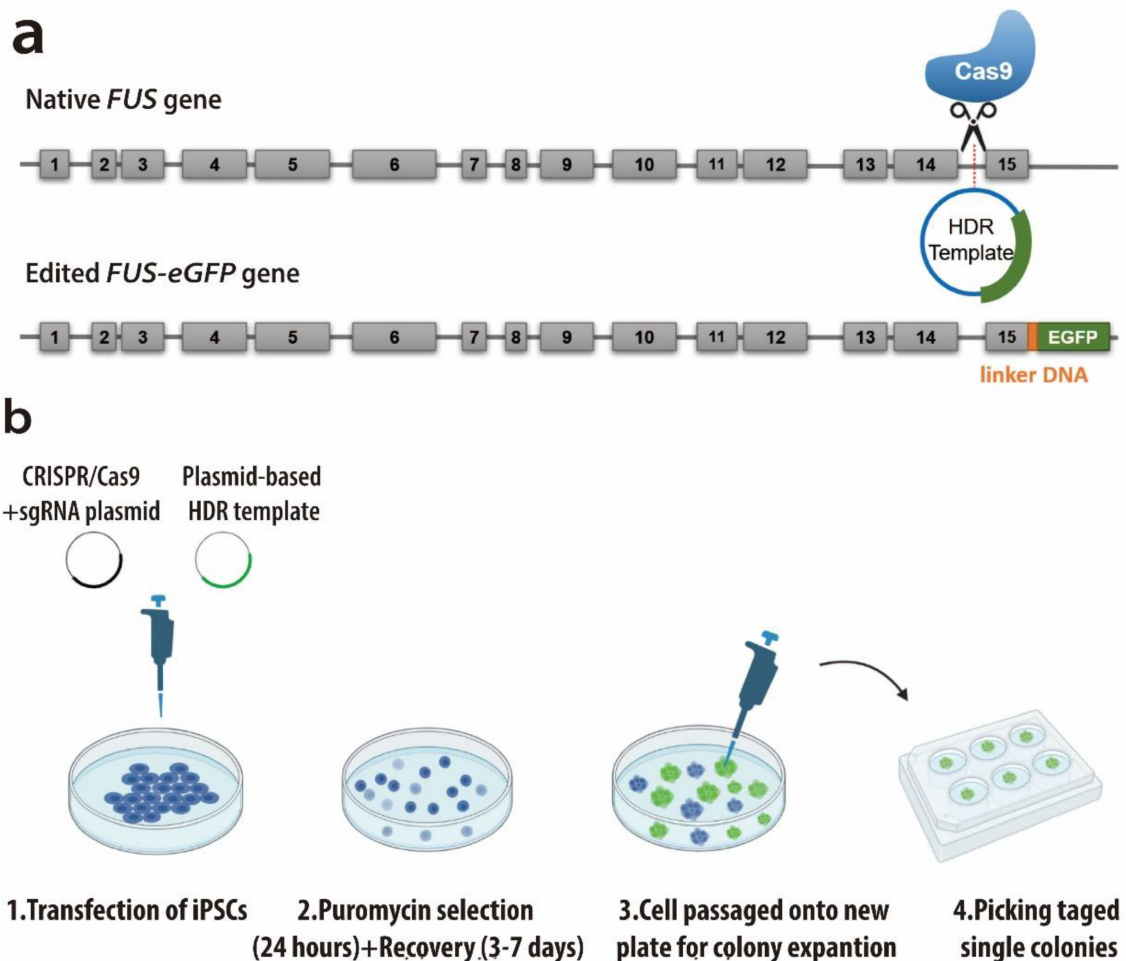 a
Cas9
Native FUS gene
1 2 3 4 5 6 7 8 9 10 11 12 13 14 15
HDR
Template
Edited FUS-eGFP gene
1 2 3 4 5 6 7 8 9 10 11 12 13 14 15 EGFP
linker DNA
b
CRISPR/Cas9
+sgRNA plasmid
Plasmid-based
HDR template
1.Transfection of iPSCs
2.Puromycin selection
(24 hours)+Recovery (3-7 days)
3.Cell passaged onto new
plate for colony expantion
4.Picking taged
single colonies